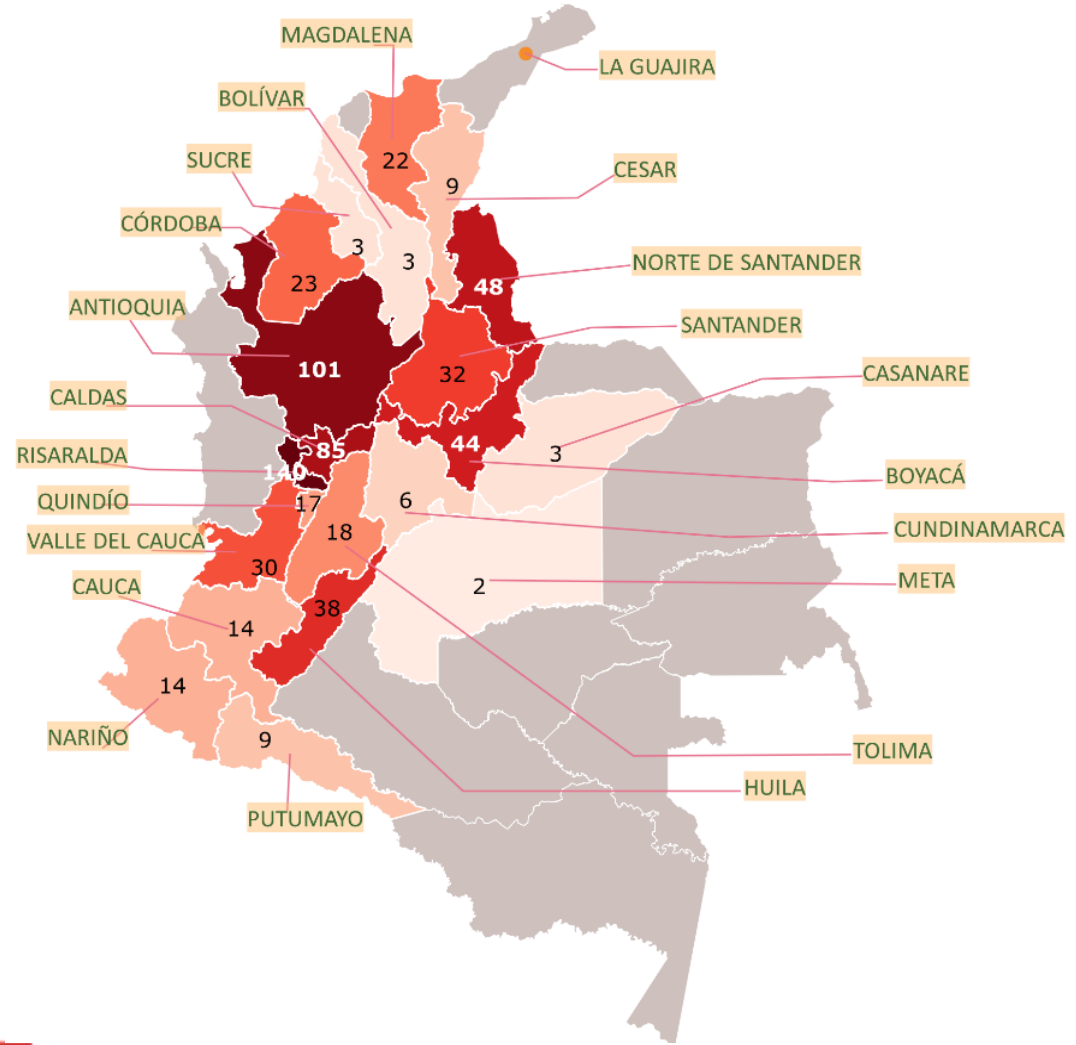 MAGDALENA
LA GUAJIRA
BOLÍVAR
22
SUCRE
CESAR
9
CÓRDOBA
3
3
NORTE DE SANTANDER
23
48
ANTIOQUIA
SANTANDER
101
32
CASANARE
CALDAS
85
44
3
RISARALDA
140
BOYACÁ
QUINDÍO
17
6
CUNDINAMARCA
VALLE DEL CAUCA
18
30
META
2
CAUCA
38
14
14
NARIÑO
9
TOLIMA
HUILA
PUTUMAYO